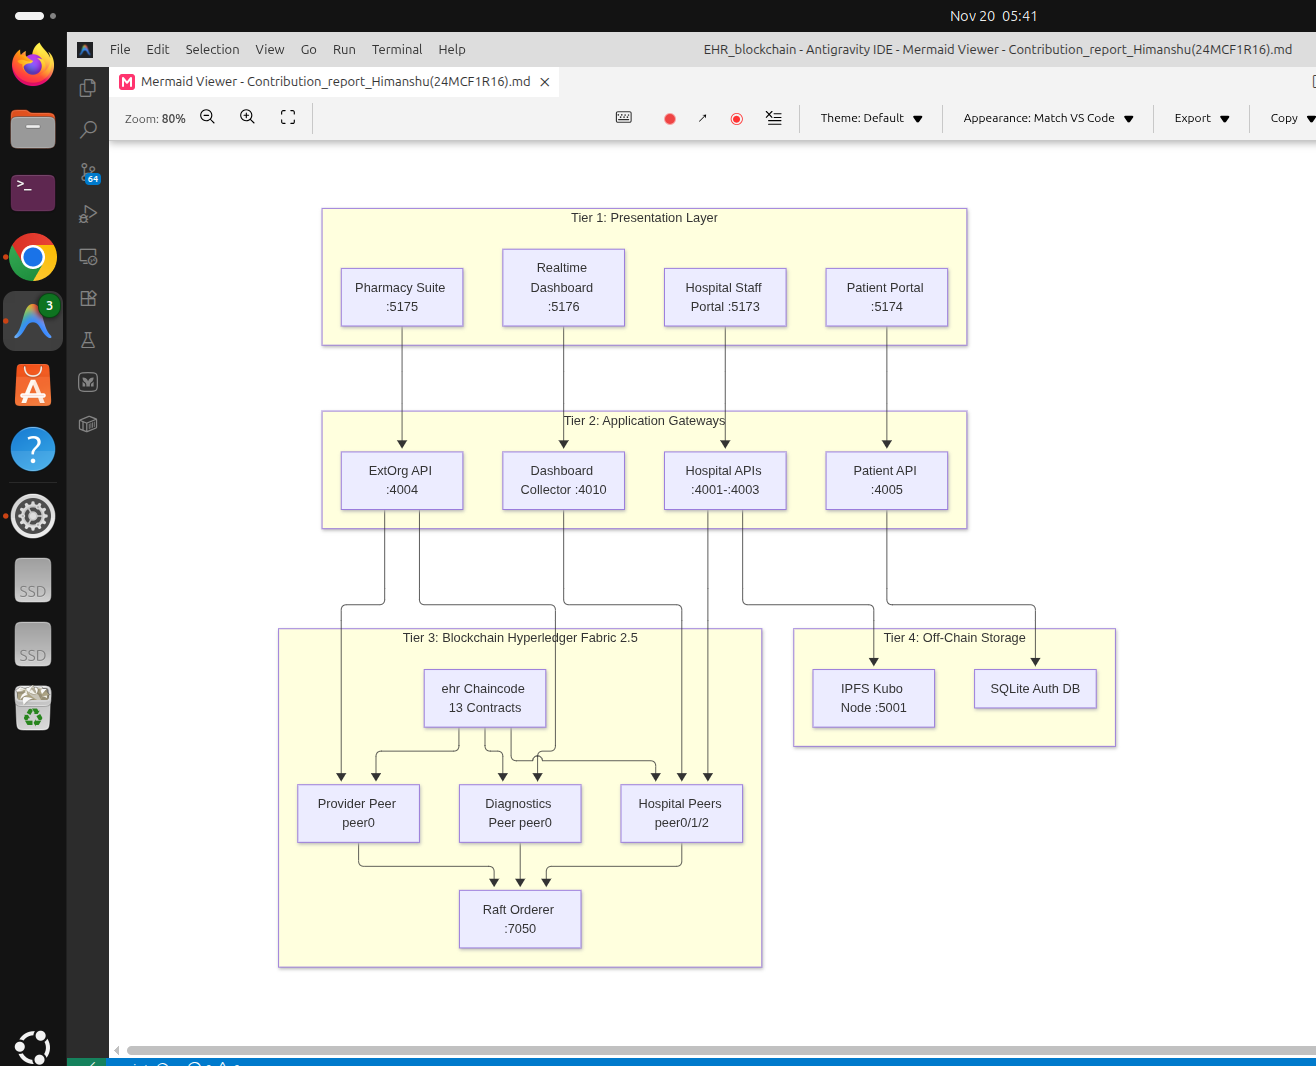 Nov 20 05:41
File Edit Selection View Go Run Terminal Help
EHR_blockchain - Antigravity IDE - Mermaid Viewer - Contribution_report_Himanshu(24MCF1R16).md
Mermaid Viewer - Contribution_report_Himanshu(24MCF1R16).md
Zoom: 80%
Theme: Default
Appearance: Match VS Code
Export
Copy
64
3
SSD
SSD
Tier 1: Presentation Layer
Pharmacy Suite
:5175
Realtime
Dashboard
:5176
Hospital Staff
Portal :5173
Patient Portal
:5174
Tier 2: Application Gateways
ExtOrg API
:4004
Dashboard
Collector :4010
Hospital APIs
:4001-:4003
Patient API
:4005
Tier 3: Blockchain Hyperledger Fabric 2.5
ehr Chaincode
13 Contracts
Provider Peer
peer0
Diagnostics
Peer peer0
Hospital Peers
peer0/1/2
Raft Orderer
:7050
Tier 4: Off-Chain Storage
IPFS Kubo
Node :5001
SQLite Auth DB